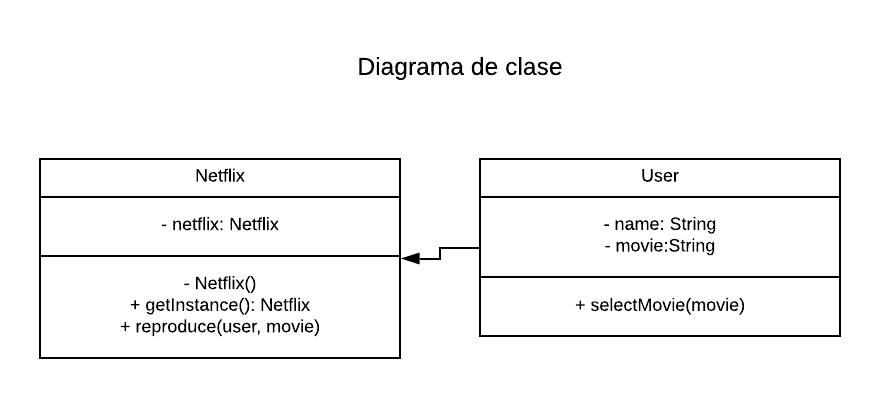 Diagrama de clase
Netflix
- netflix: Netflix
- Netflix()
+ getInstance(): Netflix
+ reproduce(user, movie)
User
- name: String
- movie:String
+ selectMovie(movie)